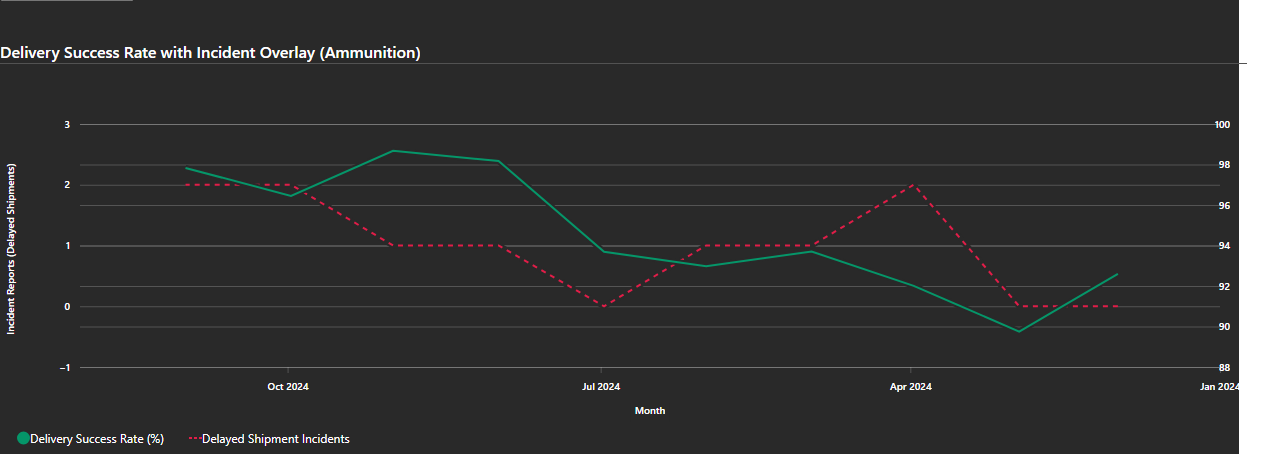 Delivery Success Rate with Incident Overlay (Ammunition)
3
2
1
0
−1
Incident Reports (Delayed Shipments)
100
98
96
94
92
90
88
Oct 2024
Jul 2024
Apr 2024
Jan 2024
Month
Delivery Success Rate (%)
Delayed Shipment Incidents